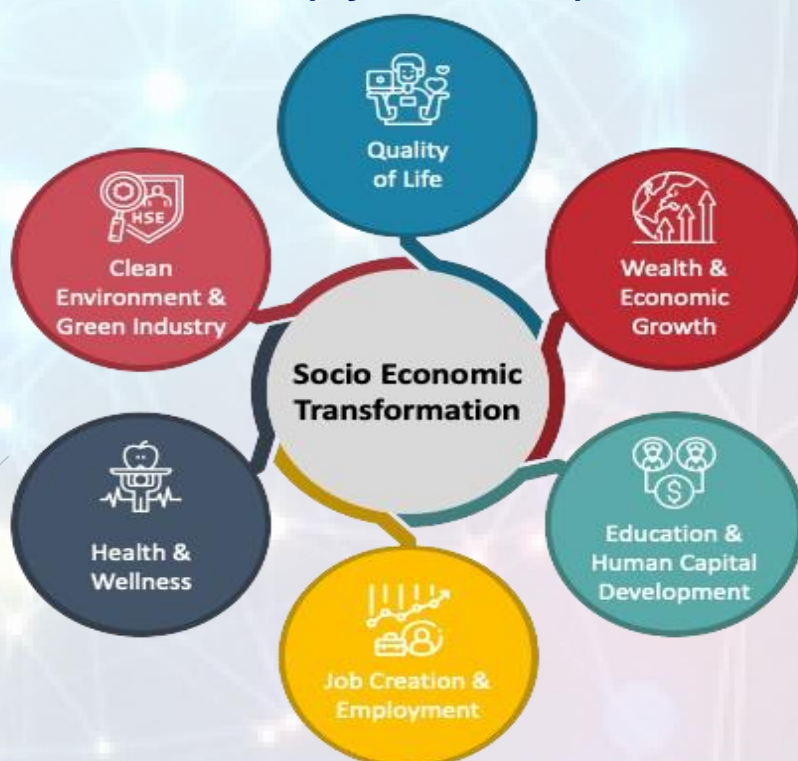 Quality
of Life
Wealth &
Economic
Growth
Education &
Human Capital
Development
Job Creation &
Employment
Health &
Wellness
HSE
Clean
Environment &
Green Industry
Socio Economic
Transformation